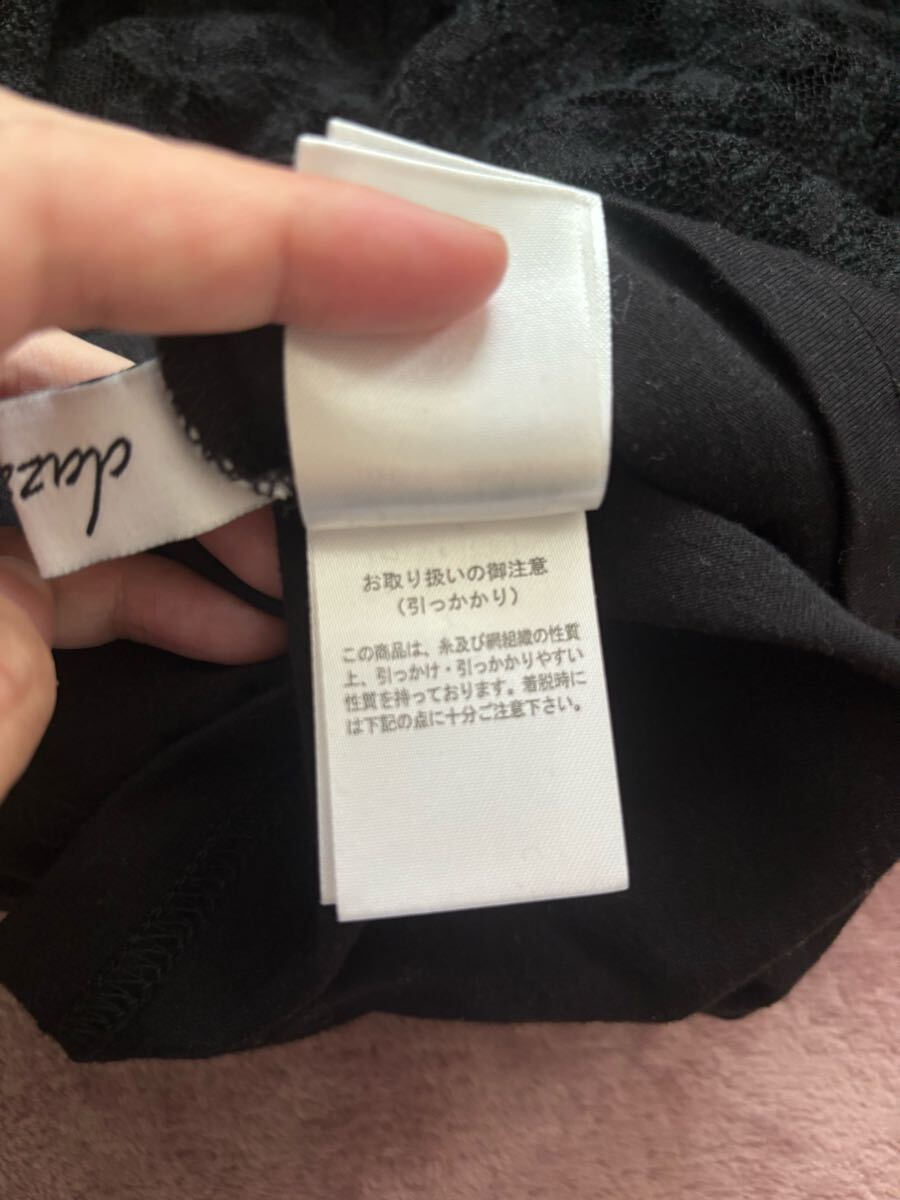 お取り扱いの御注意
(引っかかり)
この商品は、糸及び網組織の性質
上、引っかけ・引っかかりやすい
性質を持っております。着脱時に
は下記の点に十分ご注意下さい。